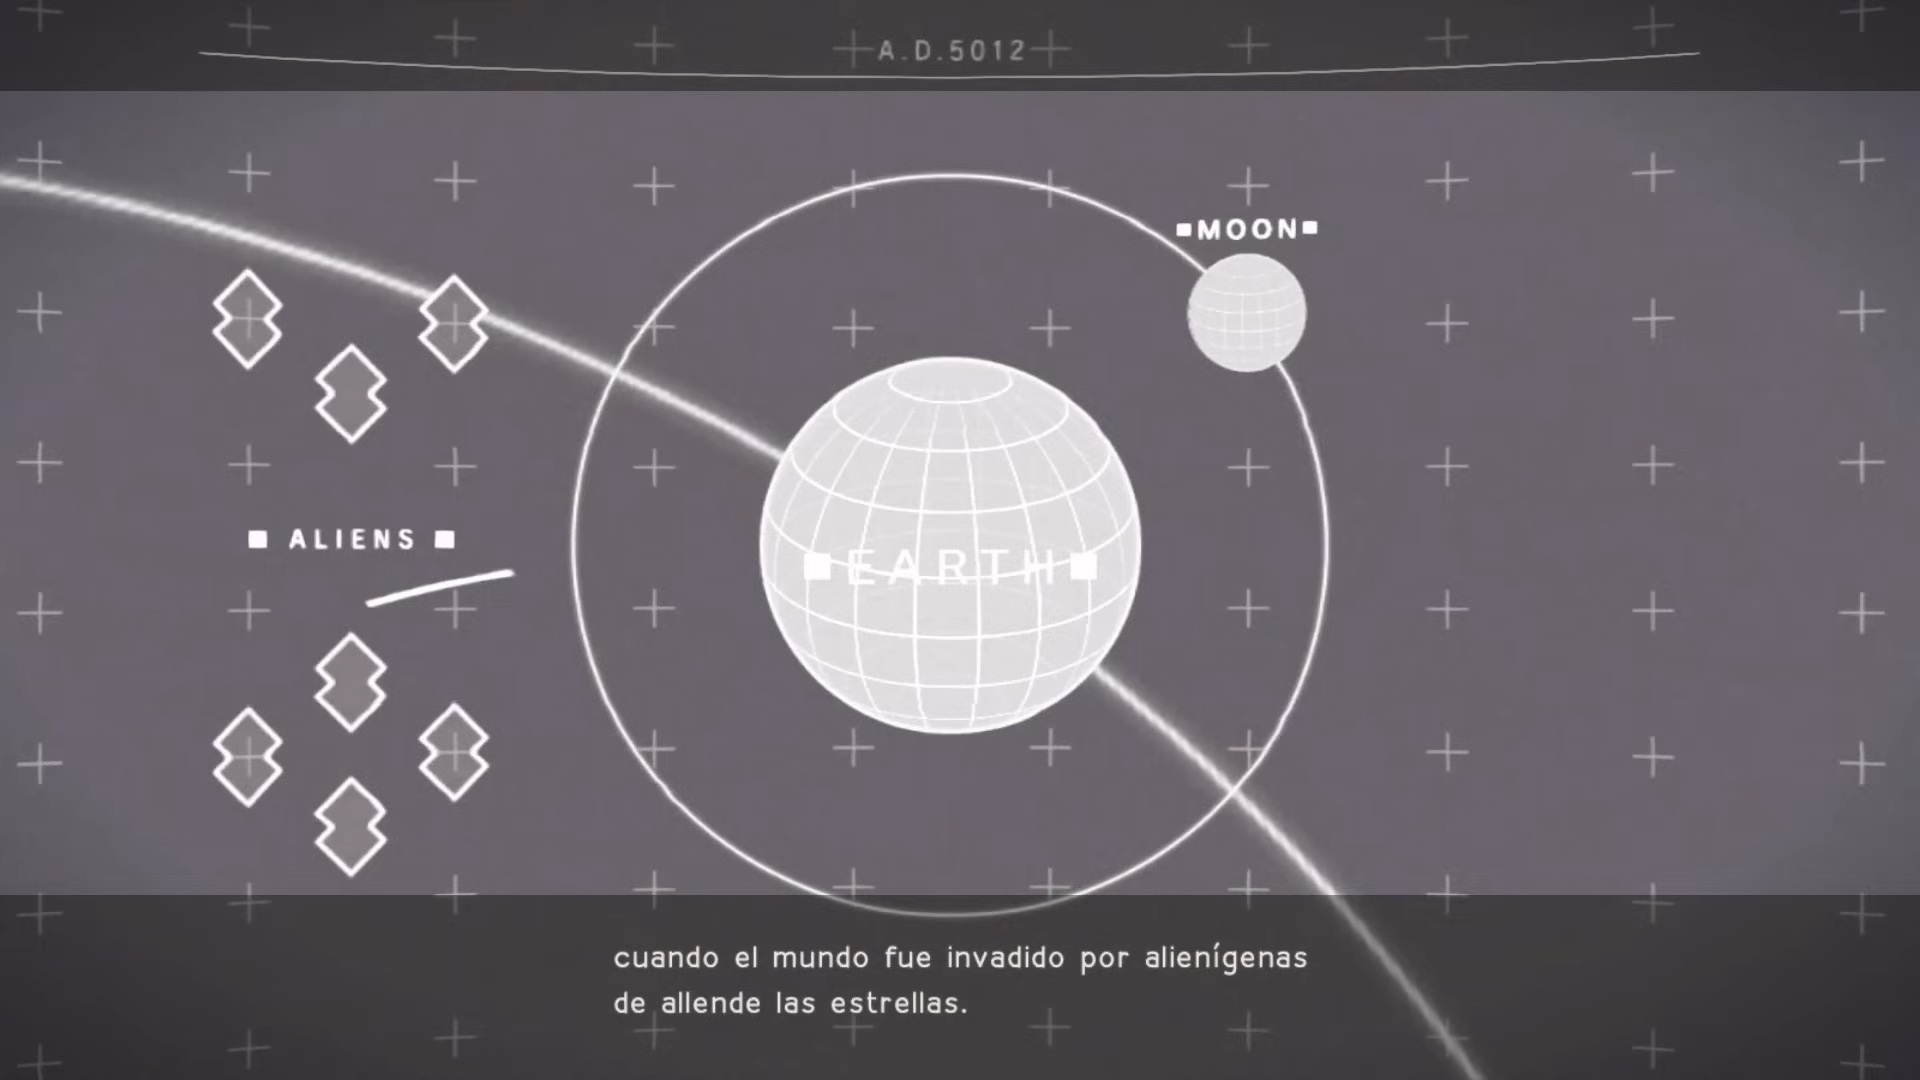 A.D.5012
MOON
ALIENS
EARTH
cuando el mundo fue invadido por alienígenas
de allende las estrellas.